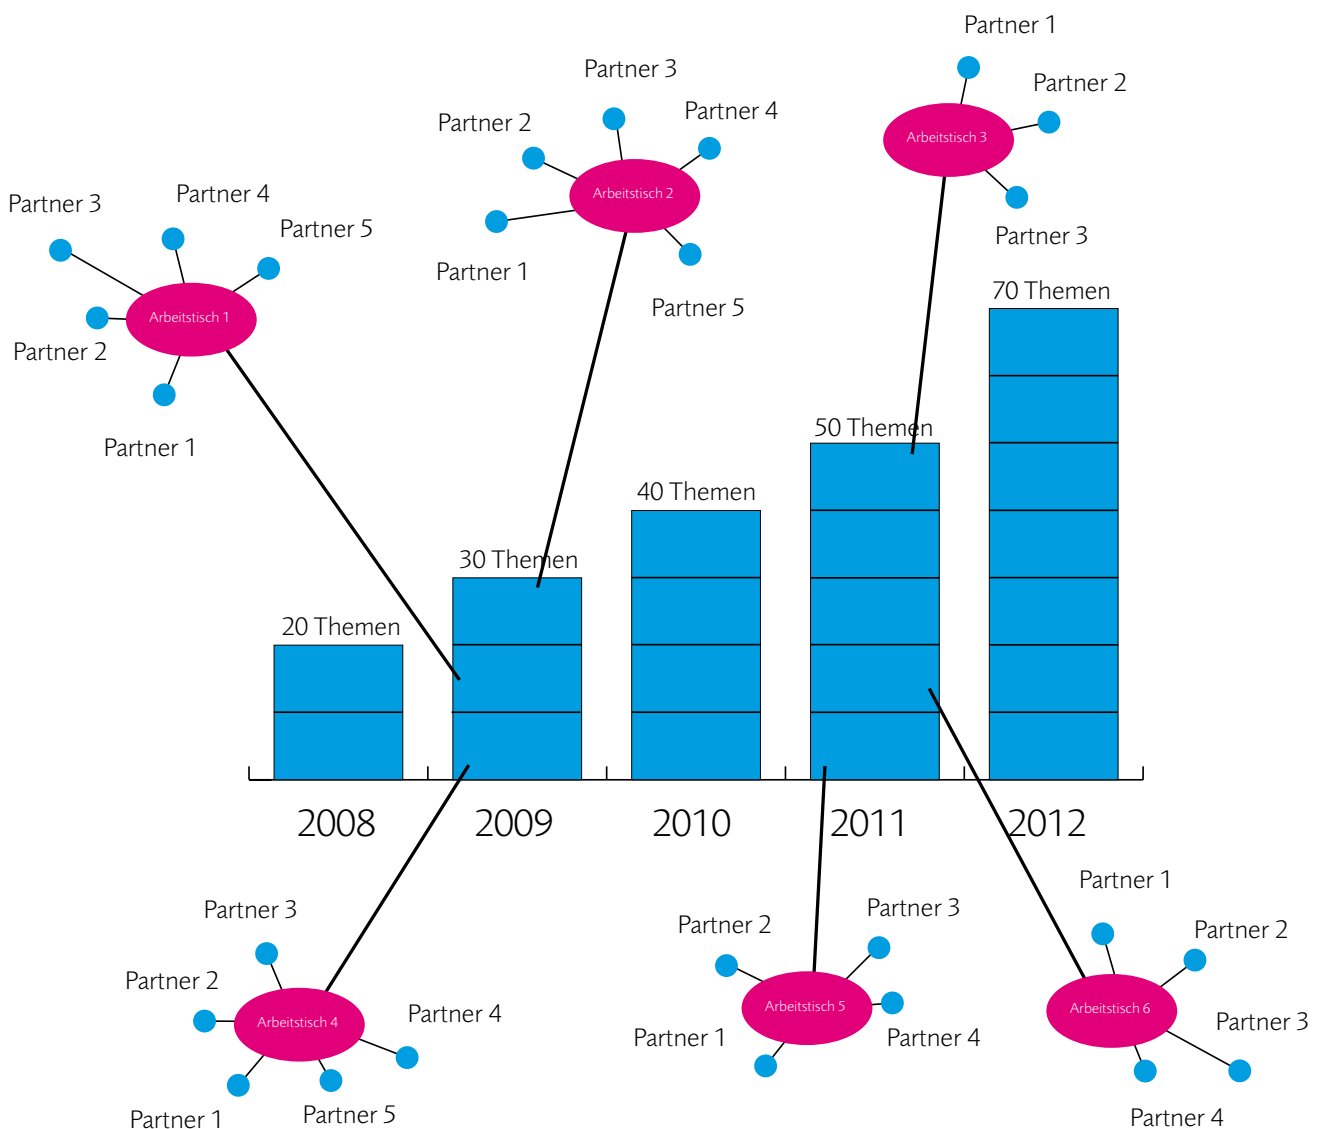 Partner 1
Partner 2
Arbeitstisch 3
Partner 3
Partner 3
Partner 4
Partner 2
Arbeitstisch 2
Partner 1
Partner 5
Partner 4
Partner 3
Partner 5
Arbeitstisch 1
Partner 2
Partner 1
70 Themen
50 Themen
40 Themen
30 Themen
20 Themen
2008
2009
2010
2011
2012
Partner 3
Partner 2
Arbeitstisch 4
Partner 4
Partner 1
Partner 5
Partner 2
Partner 3
Arbeitstisch 5
Partner 1
Partner 4
Partner 1
Partner 2
Arbeitstisch 6
Partner 3
Partner 4